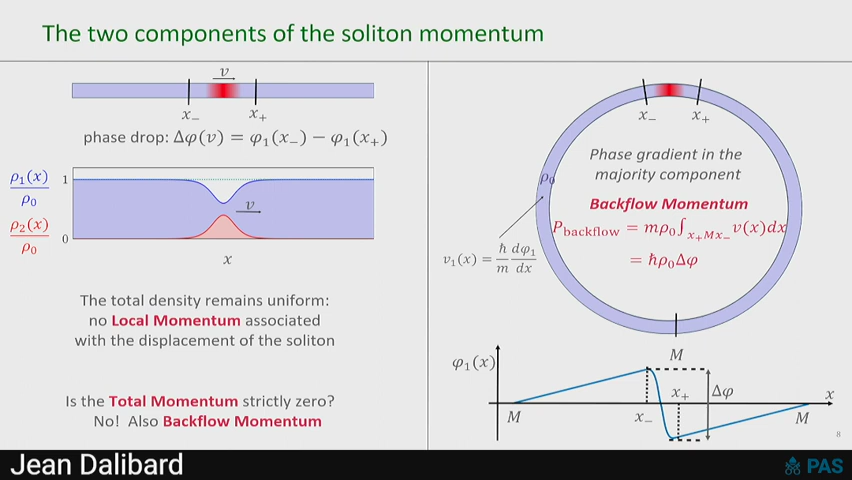 The two components of the soliton momentum
v
x₋ x₊
phase drop: Δφ(v) = φ₁(x₋) − φ₁(x₊)
ρ₁(x)
ρ₀
ρ₂(x)
ρ₀
1
0
v
x
The total density remains uniform:
no Local Momentum associated
with the displacement of the soliton
Is the Total Momentum strictly zero?
No! Also Backflow Momentum
x₋ x₊
Phase gradient in the
majority component
ρ₀
Backflow Momentum
P_backflow = mρ₀∫_{x₊Mx₋} v(x)dx
= ħρ₀Δφ
v₁(x) = ħ/m dφ₁/dx
M
φ₁(x)
M
x₋
x₊
Δφ
M
x
8
Jean Dalibard
PAS